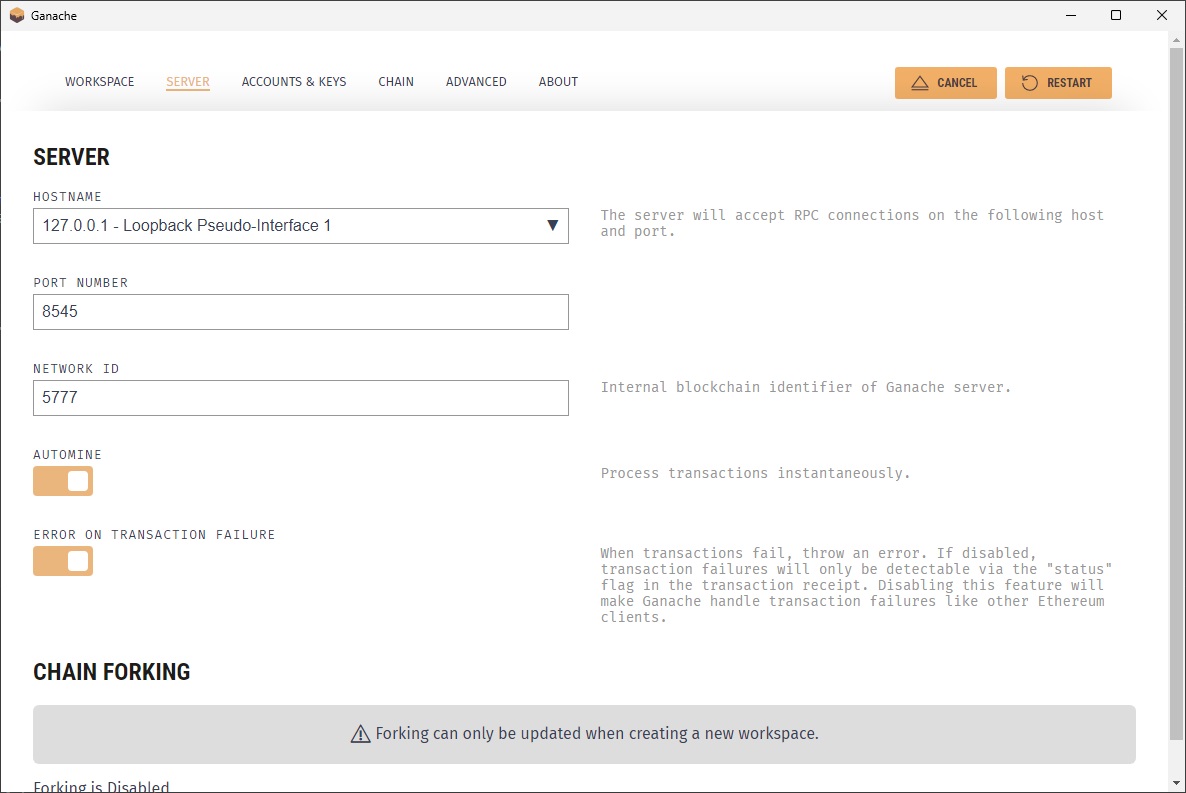 Ganache
WORKSPACE SERVER ACCOUNTS & KEYS CHAIN ADVANCED ABOUT CANCEL RESTART
SERVER
HOSTNAME
127.0.0.1 - Loopback Pseudo-Interface 1
The server will accept RPC connections on the following host
and port.
PORT NUMBER
8545
NETWORK ID
5777
Internal blockchain identifier of Ganache server.
AUTOMINE
Process transactions instantaneously.
ERROR ON TRANSACTION FAILURE
When transactions fail, throw an error. If disabled,
transaction failures will only be detectable via the "status"
flag in the transaction receipt. Disabling this feature will
make Ganache handle transaction failures like other Ethereum
clients.
CHAIN FORKING
Forking can only be updated when creating a new workspace.
Forking is Disabled